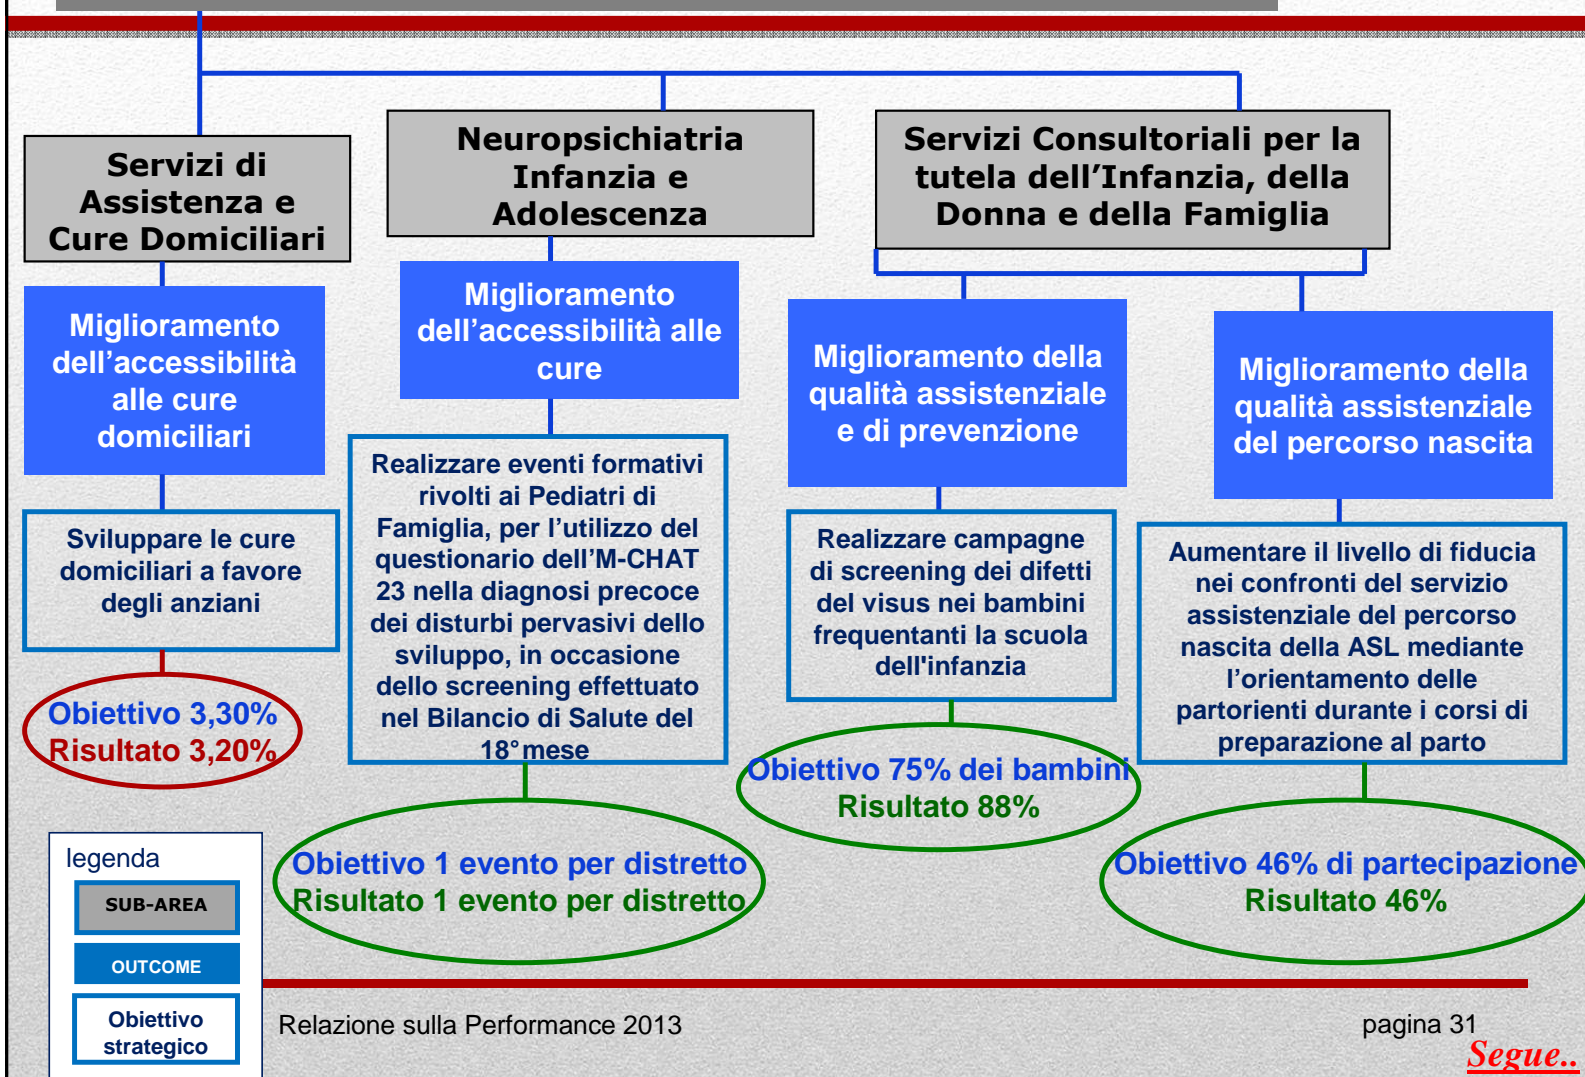 Servizi di
Assistenza e
Cure Domiciliari
Neuropsichiatria
Infanzia e
Adolescenza
Servizi Consultoriali per la
tutela dell’Infanzia, della
Donna e della Famiglia
Miglioramento
dell’accessibilità
alle cure
domiciliari
Miglioramento
dell’accessibilità alle
cure
Miglioramento della
qualità assistenziale
e di prevenzione
Miglioramento della
qualità assistenziale
del percorso nascita
Sviluppare le cure
domiciliari a favore
degli anziani
Realizzare eventi formativi
rivolti ai Pediatri di
Famiglia, per l’utilizzo del
questionario dell’M-CHAT
23 nella diagnosi precoce
dei disturbi pervasivi dello
sviluppo, in occasione
dello screening effettuato
nel Bilancio di Salute del
18° mese
Realizzare campagne
di screening dei difetti
del visus nei bambini
frequentanti la scuola
dell'infanzia
Aumentare il livello di fiducia
nei confronti del servizio
assistenziale del percorso
nascita della ASL mediante
l’orientamento delle
partorienti durante i corsi di
preparazione al parto
Obiettivo 3,30%
Risultato 3,20%
Obiettivo 1 evento per distretto
Risultato 1 evento per distretto
Obiettivo 75% dei bambini
Risultato 88%
Obiettivo 46% di partecipazione
Risultato 46%
legenda
SUB-AREA
OUTCOME
Obiettivo
strategico
Relazione sulla Performance 2013
pagina 31
Segue..